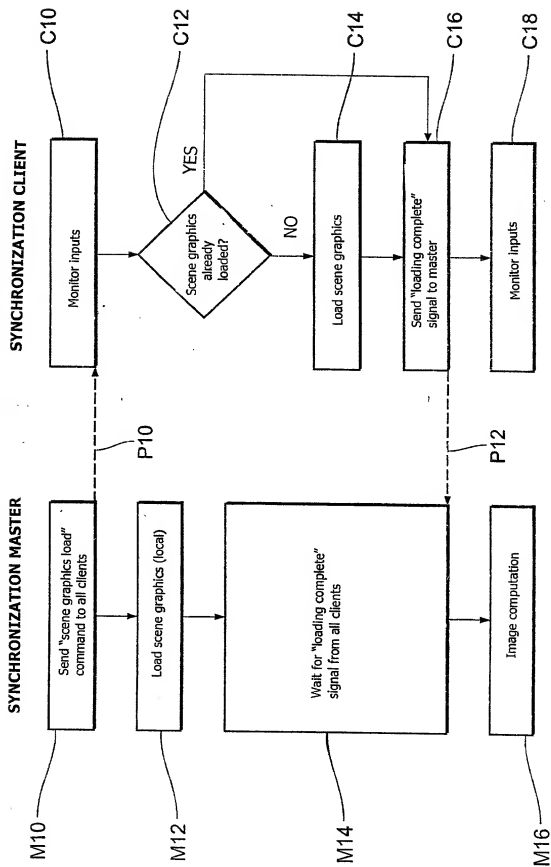 SYNCHRONIZATION MASTER
M10
Send "scene graphics load"
command to all clients
M12
Load scene graphics (local)
M14
Wait for "loading complete"
signal from all clients
M16
Image computation
P10
P12
SYNCHRONIZATION CLIENT
Monitor inputs
C10
Scene graphics
already
loaded?
C12
YES
NO
Load scene graphics
C14
Send "loading complete"
signal to master
C16
Monitor inputs
C18